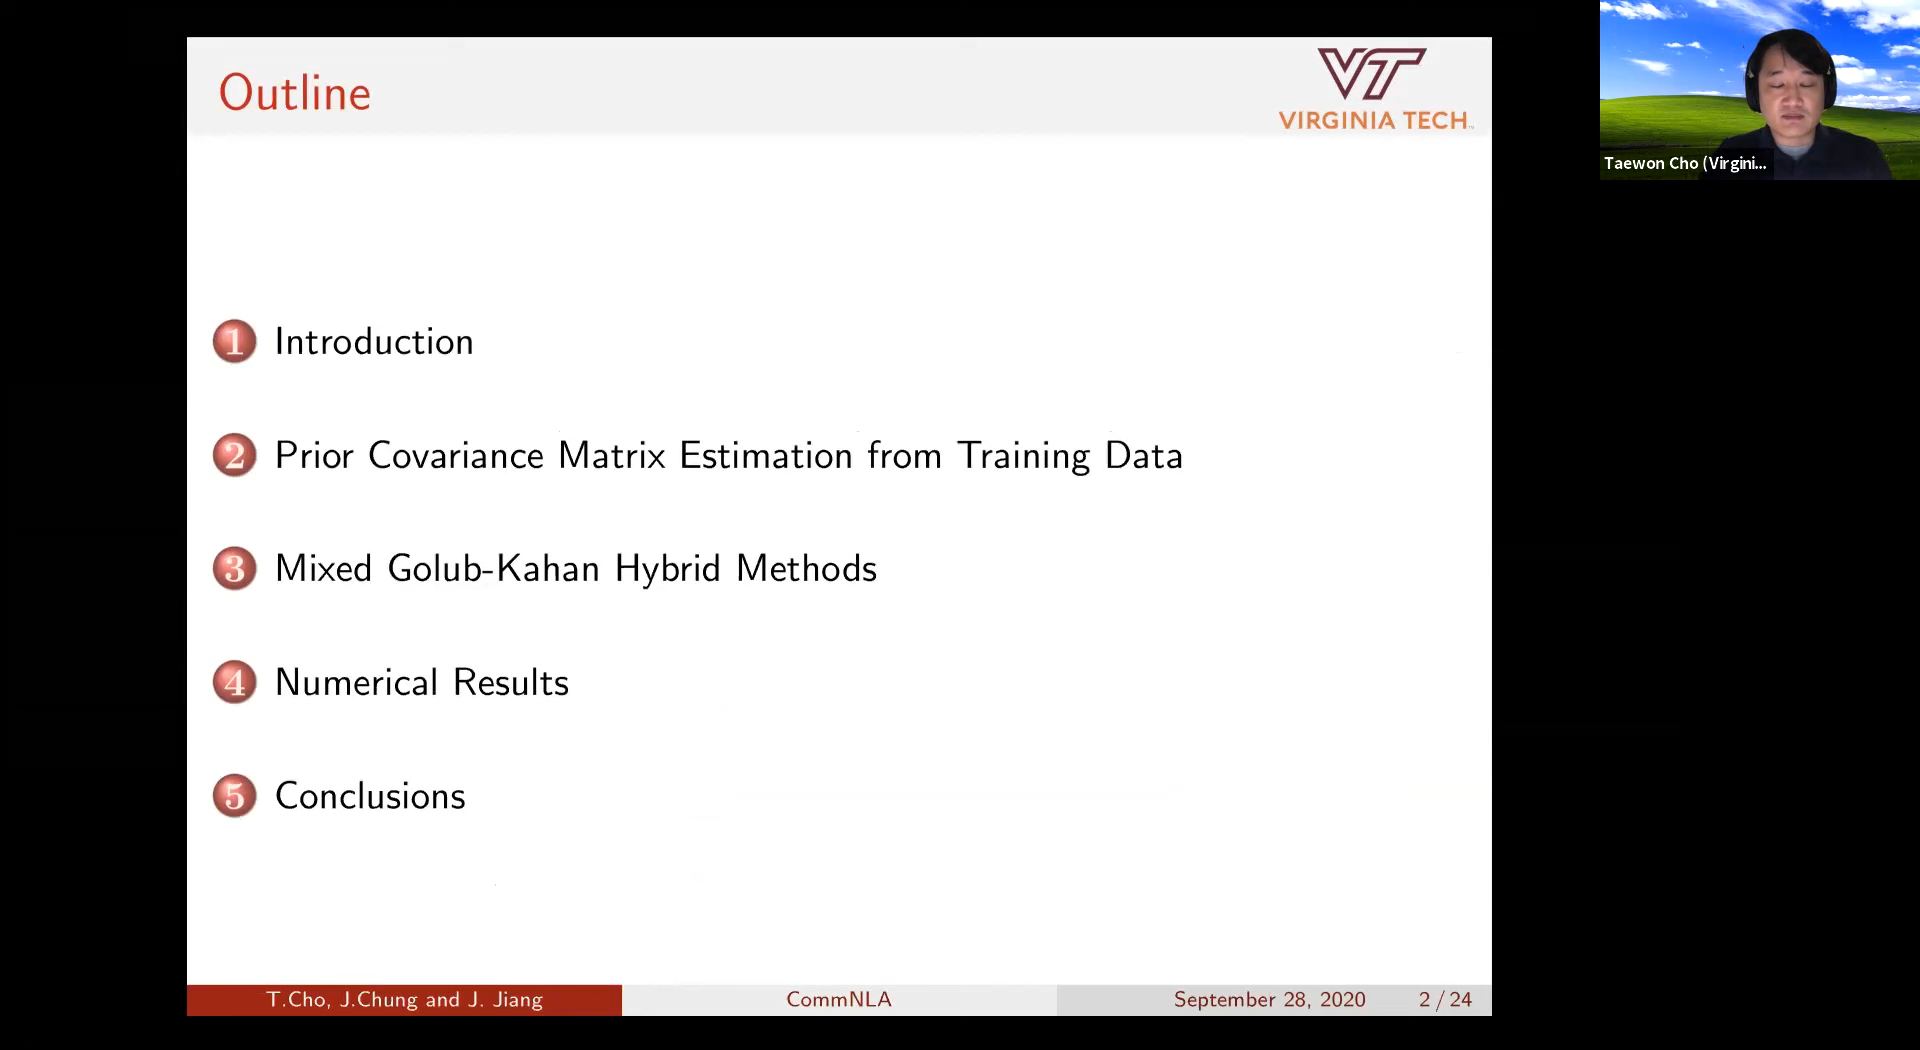 Outline
VT
VIRGINIA TECH
Taewon Cho (Virgini...
1 Introduction
2 Prior Covariance Matrix Estimation from Training Data
3 Mixed Golub-Kahan Hybrid Methods
4 Numerical Results
5 Conclusions
T.Cho, J.Chung and J. Jiang
CommNLA
September 28, 2020 2 / 24